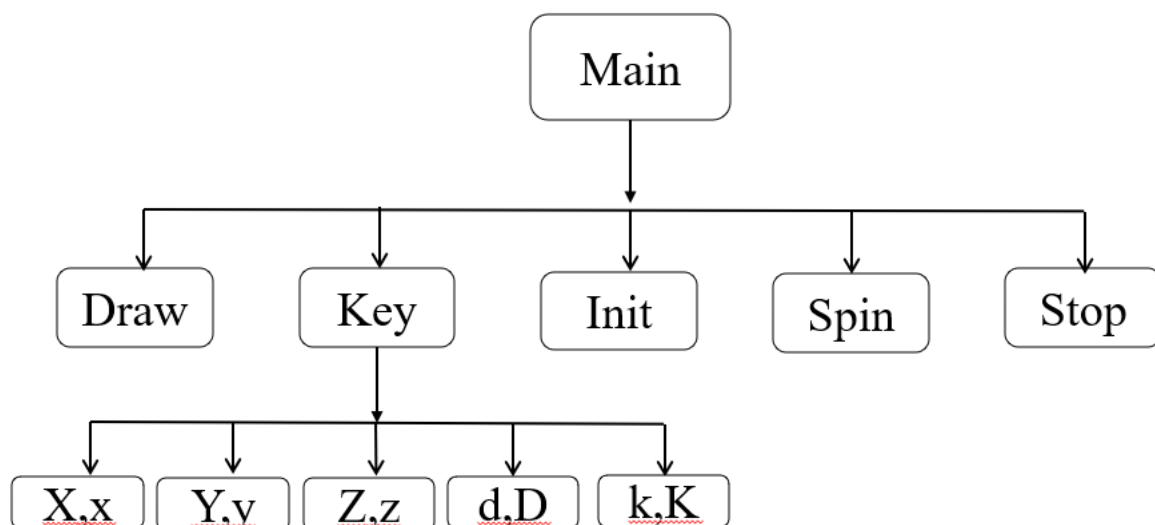 Main
Draw
Key
Init
Spin
Stop
X,x
Y,y
Z,z
d,D
k,K